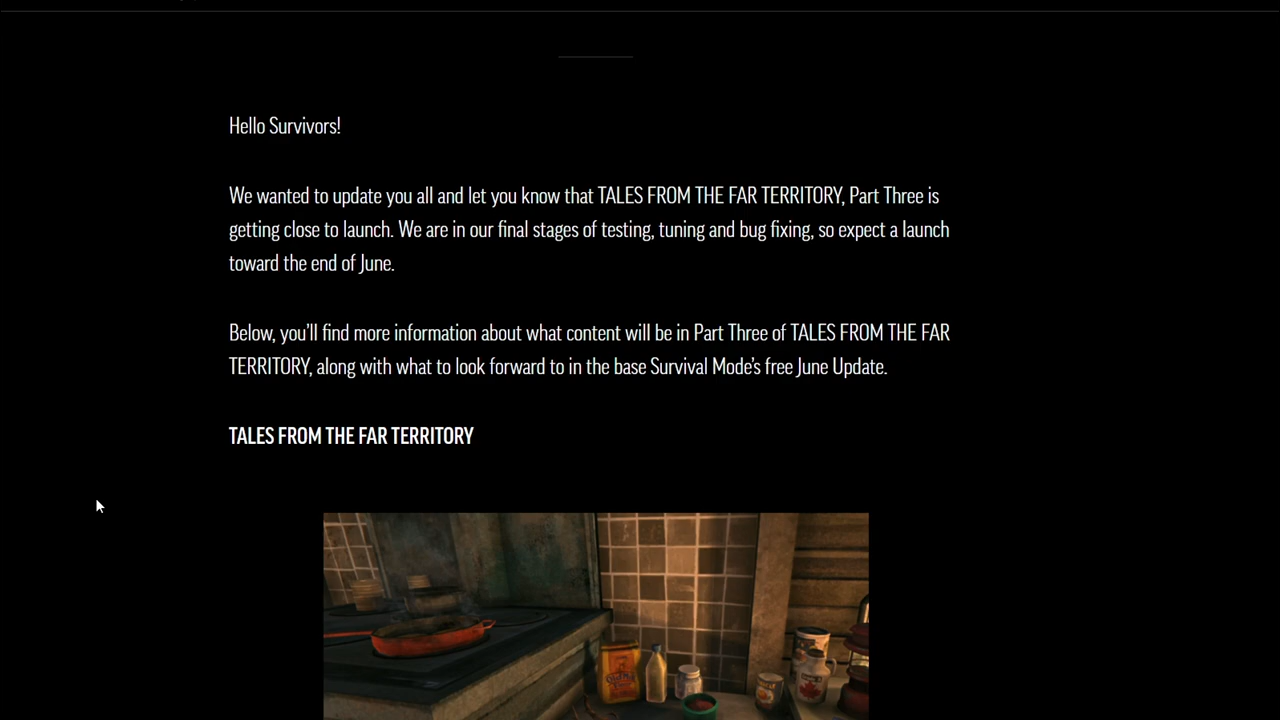 Hello Survivors!
We wanted to update you all and let you know that TALES FROM THE FAR TERRITORY, Part Three is
getting close to launch. We are in our final stages of testing, tuning and bug fixing, so expect a launch
toward the end of June.
Below, you’ll find more information about what content will be in Part Three of TALES FROM THE FAR
TERRITORY, along with what to look forward to in the base Survival Mode’s free June Update.
TALES FROM THE FAR TERRITORY